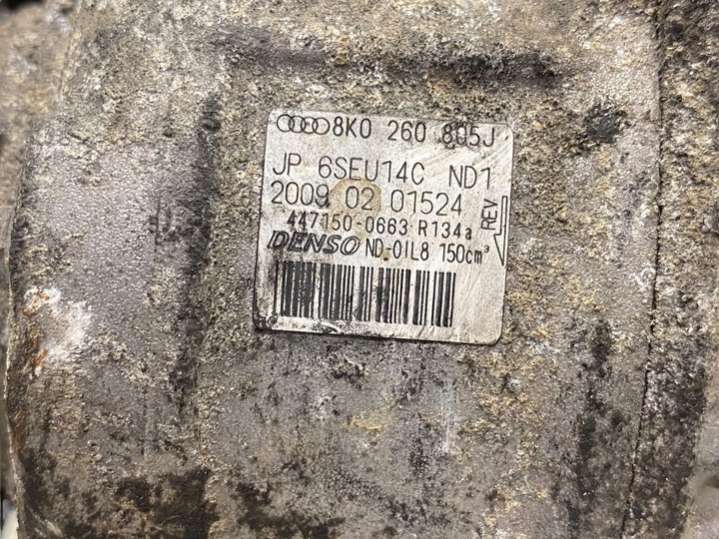 8K0 260 805J
JP 6SEU14C ND1
2009 02 01524
447150-0663 R134a
REV
DENSO ND-OIL8 150cm³